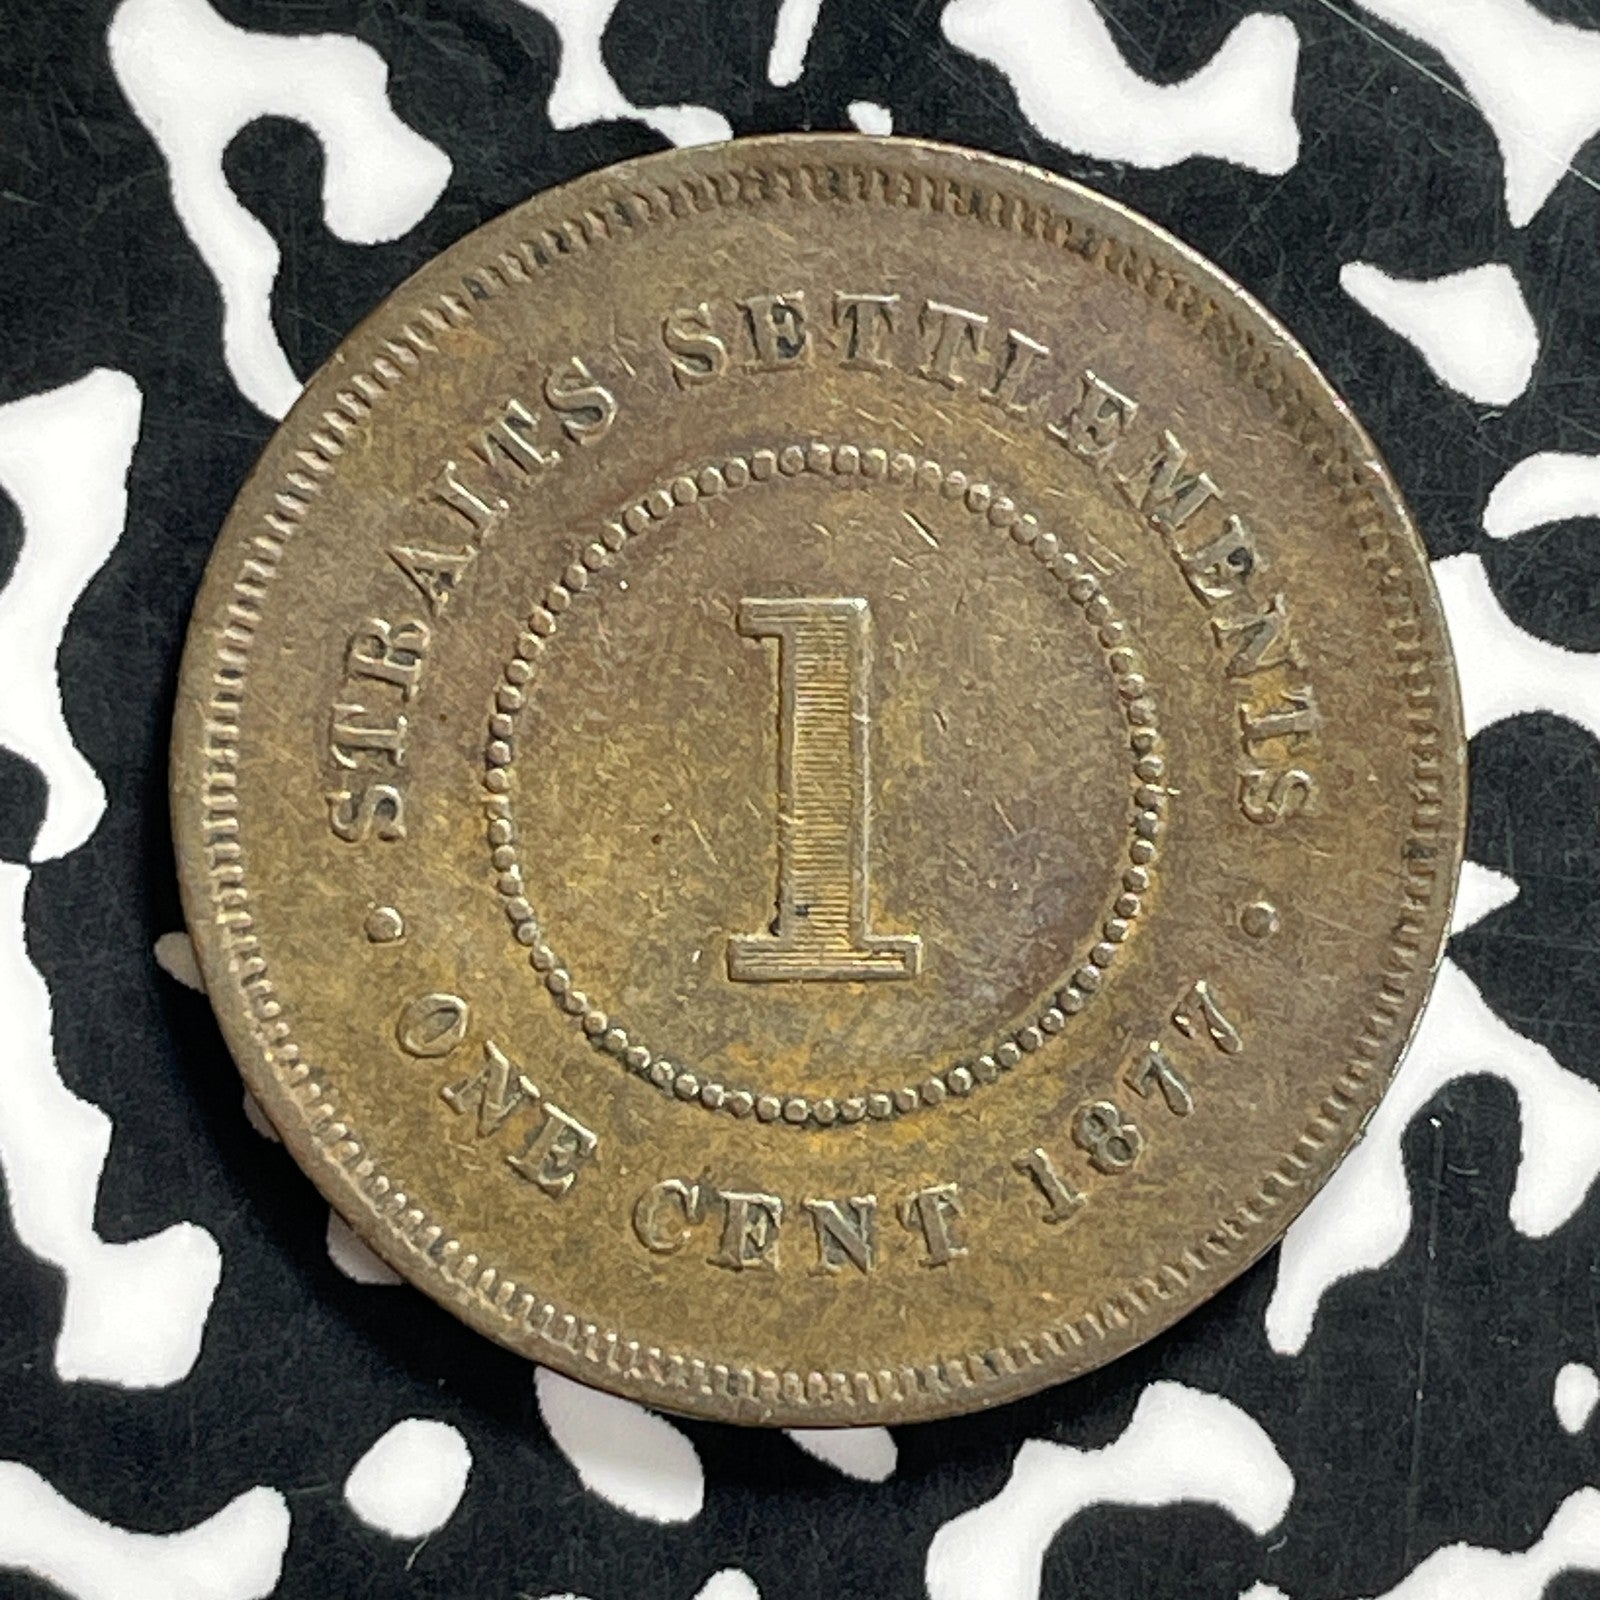 STRAITS SETTLEMENTS
1
· ONE CENT 1877 ·